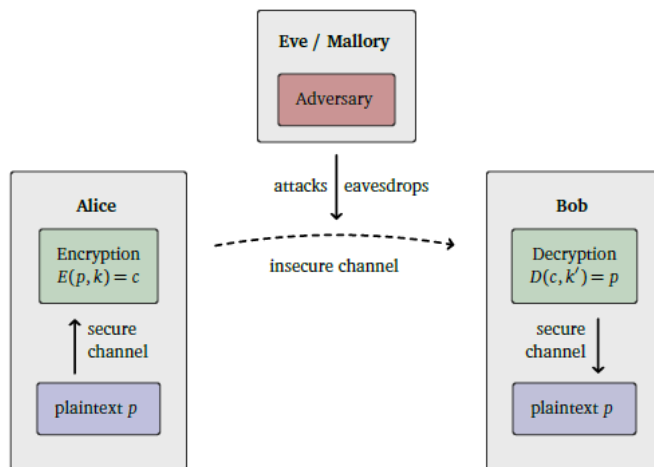 Eve / Mallory
Adversary
attacks eavesdrops
Alice
Encryption
E(p, k) = c
secure
channel
plaintext p
insecure channel
Bob
Decryption
D(c, k′) = p
secure
channel
plaintext p